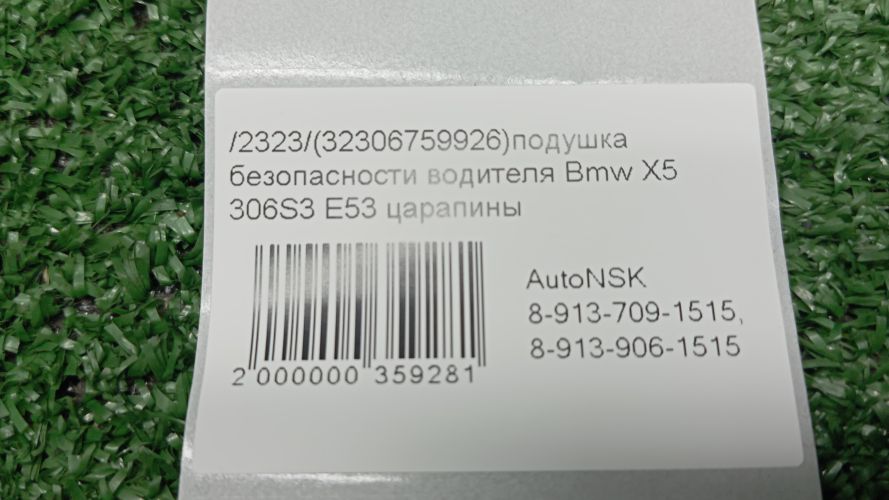 /2323/(32306759926)подушка
безопасности водителя Bmw X5
306S3 E53 царапины
AutoNSK
8-913-709-1515,
8-913-906-1515
2 000000 359281